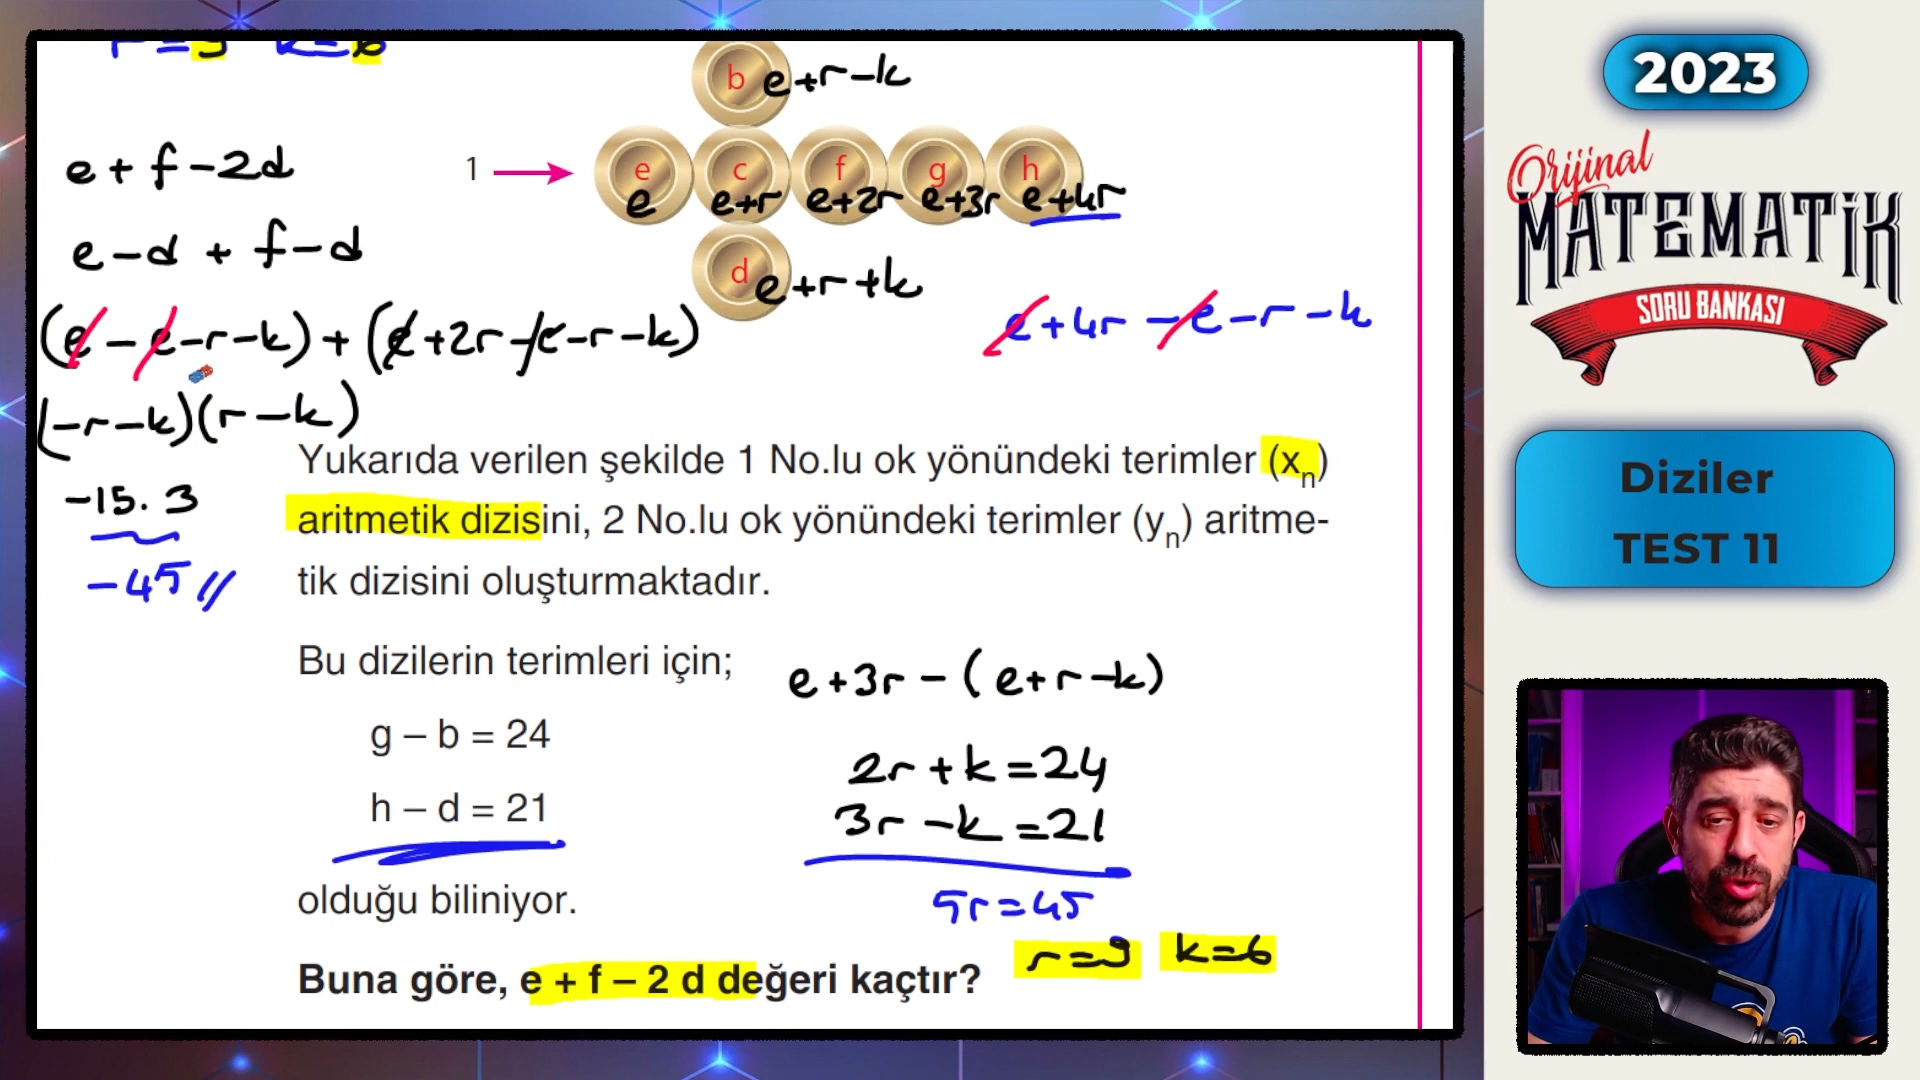 r=9 k=6
b e+r-k
e+f-2d
1
e c f g h
e e+r e+2r e+3r e+4r
e-d + f-d
d e+r+k
(e-e-r-k)+(e+2r-e-r-k)
e+4r-e-r-k
(-r-k)(r-k)
Yukarıda verilen şekilde 1 No.lu ok yönündeki terimler (xn)
-15.3
aritmetik dizisini, 2 No.lu ok yönündeki terimler (yn) aritme-
-45//
tik dizisini oluşturmaktadır.
Bu dizilerin terimleri için;
e+3r-(e+r-k)
g – b = 24
2r+k=24
h – d = 21
3r-k=21
olduğu biliniyor.
5r=45
r=9 k=6
Buna göre, e + f – 2 d değeri kaçtır?
2023
Orijinal
MATEMATİK
SORU BANKASI
Diziler
TEST 11